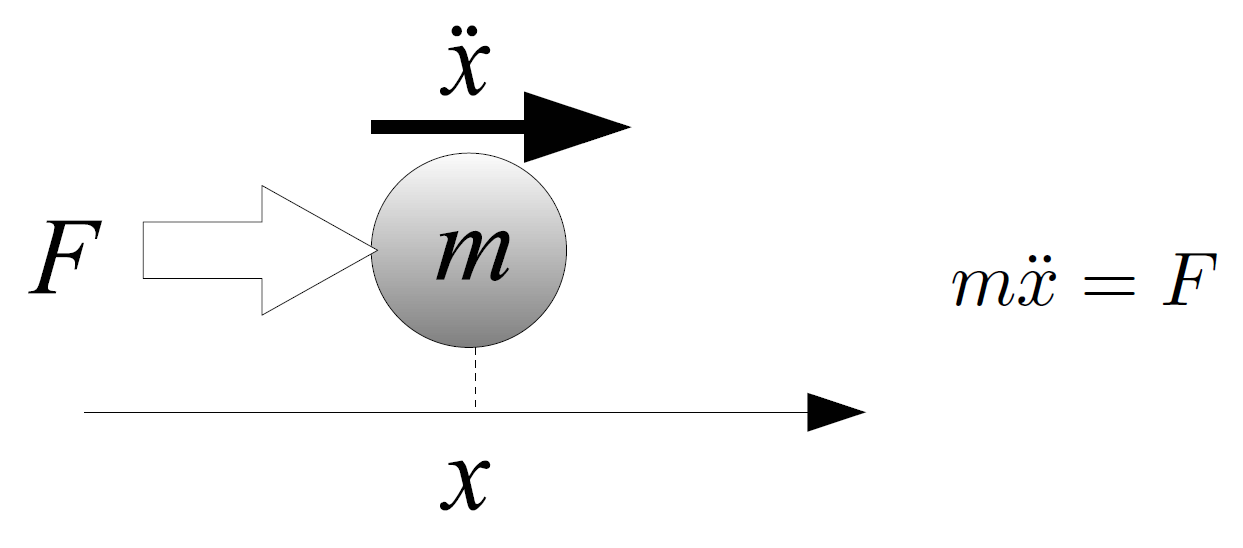 ẍ
F
m
mẍ = F
x